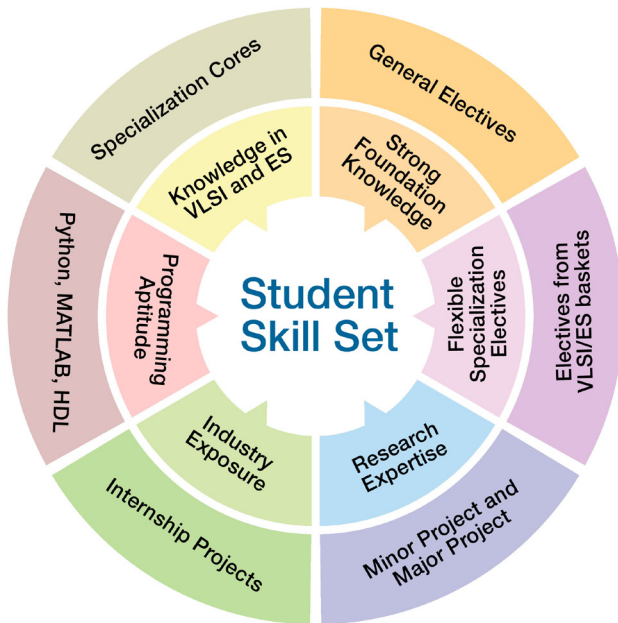 Specialization Cores
General Electives
Knowledge in
VLSI and ES
Strong
Foundation
Knowledge
Python, MATLAB, HDL
Programming
Aptitude
Student
Skill Set
Flexible
Specialization
Electives
Electives from
VLSI/ES baskets
Industry
Exposure
Research
Expertise
Internship Projects
Minor Project and
Major Project